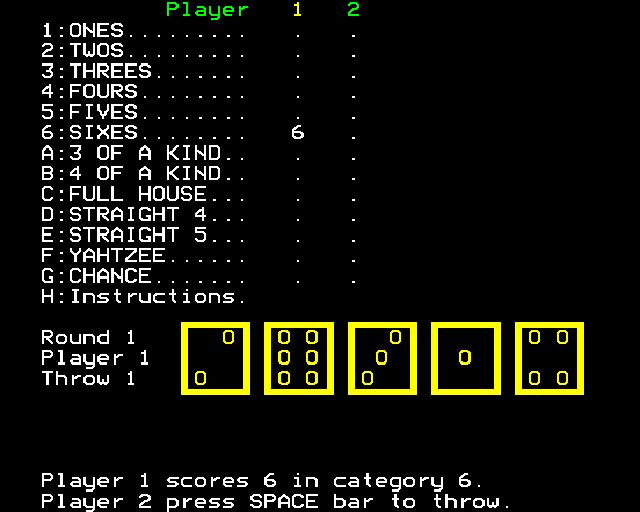 Player 1 2
1:ONES......... . .
2:TWOS......... . .
3:THREES....... . .
4:FOURS........ . .
5:FIVES........ . .
6:SIXES........ 6 .
A:3 OF A KIND.. . .
B:4 OF A KIND.. . .
C:FULL HOUSE... . .
D:STRAIGHT 4... . .
E:STRAIGHT 5... . .
F:YAHTZEE...... . .
G:CHANCE....... . .
H:Instructions.
Round 1
Player 1
Throw 1
Player 1 scores 6 in category 6.
Player 2 press SPACE bar to throw.